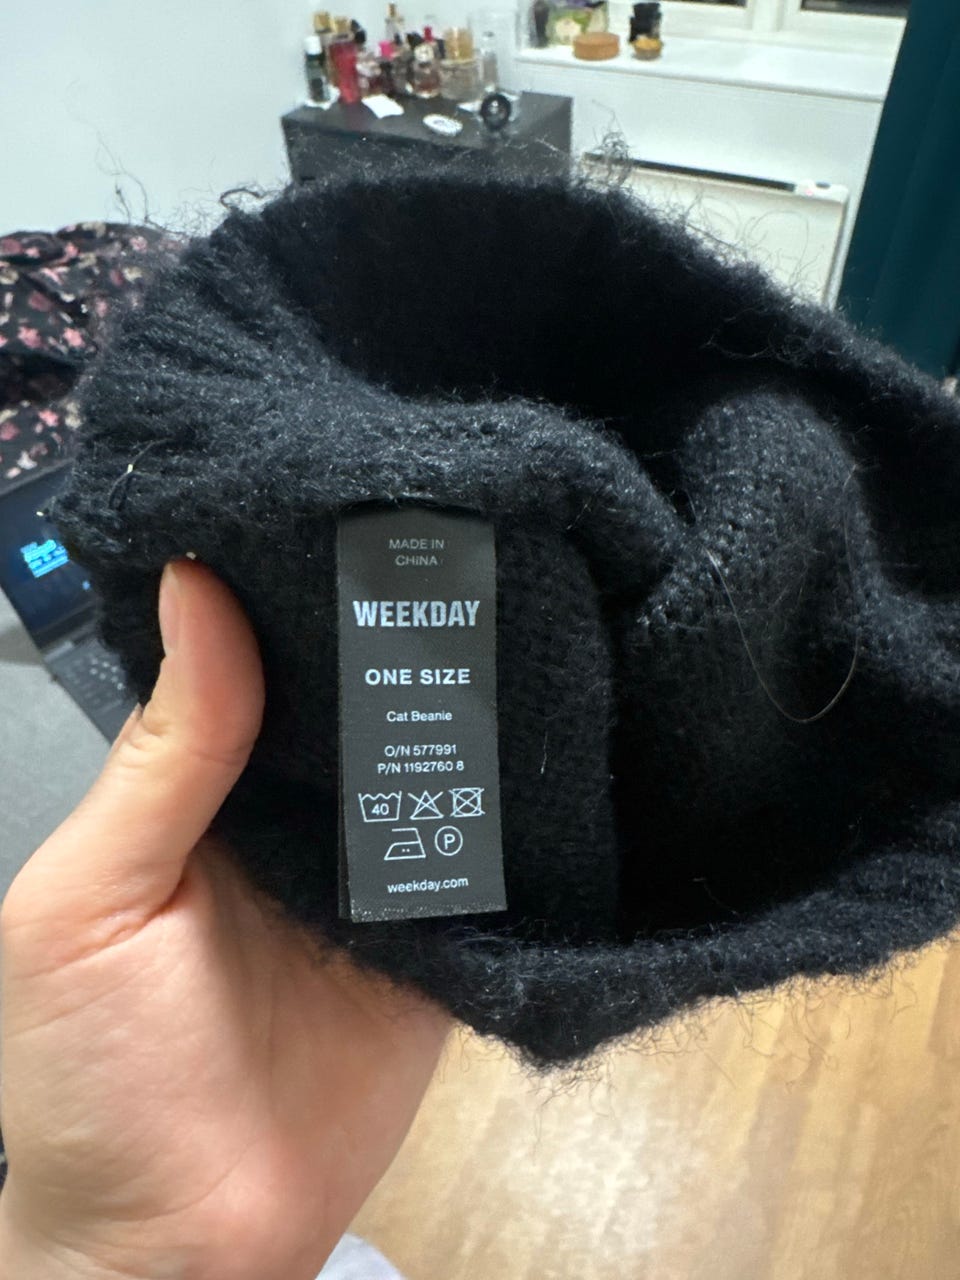 MADE IN
CHINA
WEEKDAY
ONE SIZE
Cat Beanie
O/N 577991
P/N 1192760 8
40
P
weekday.com